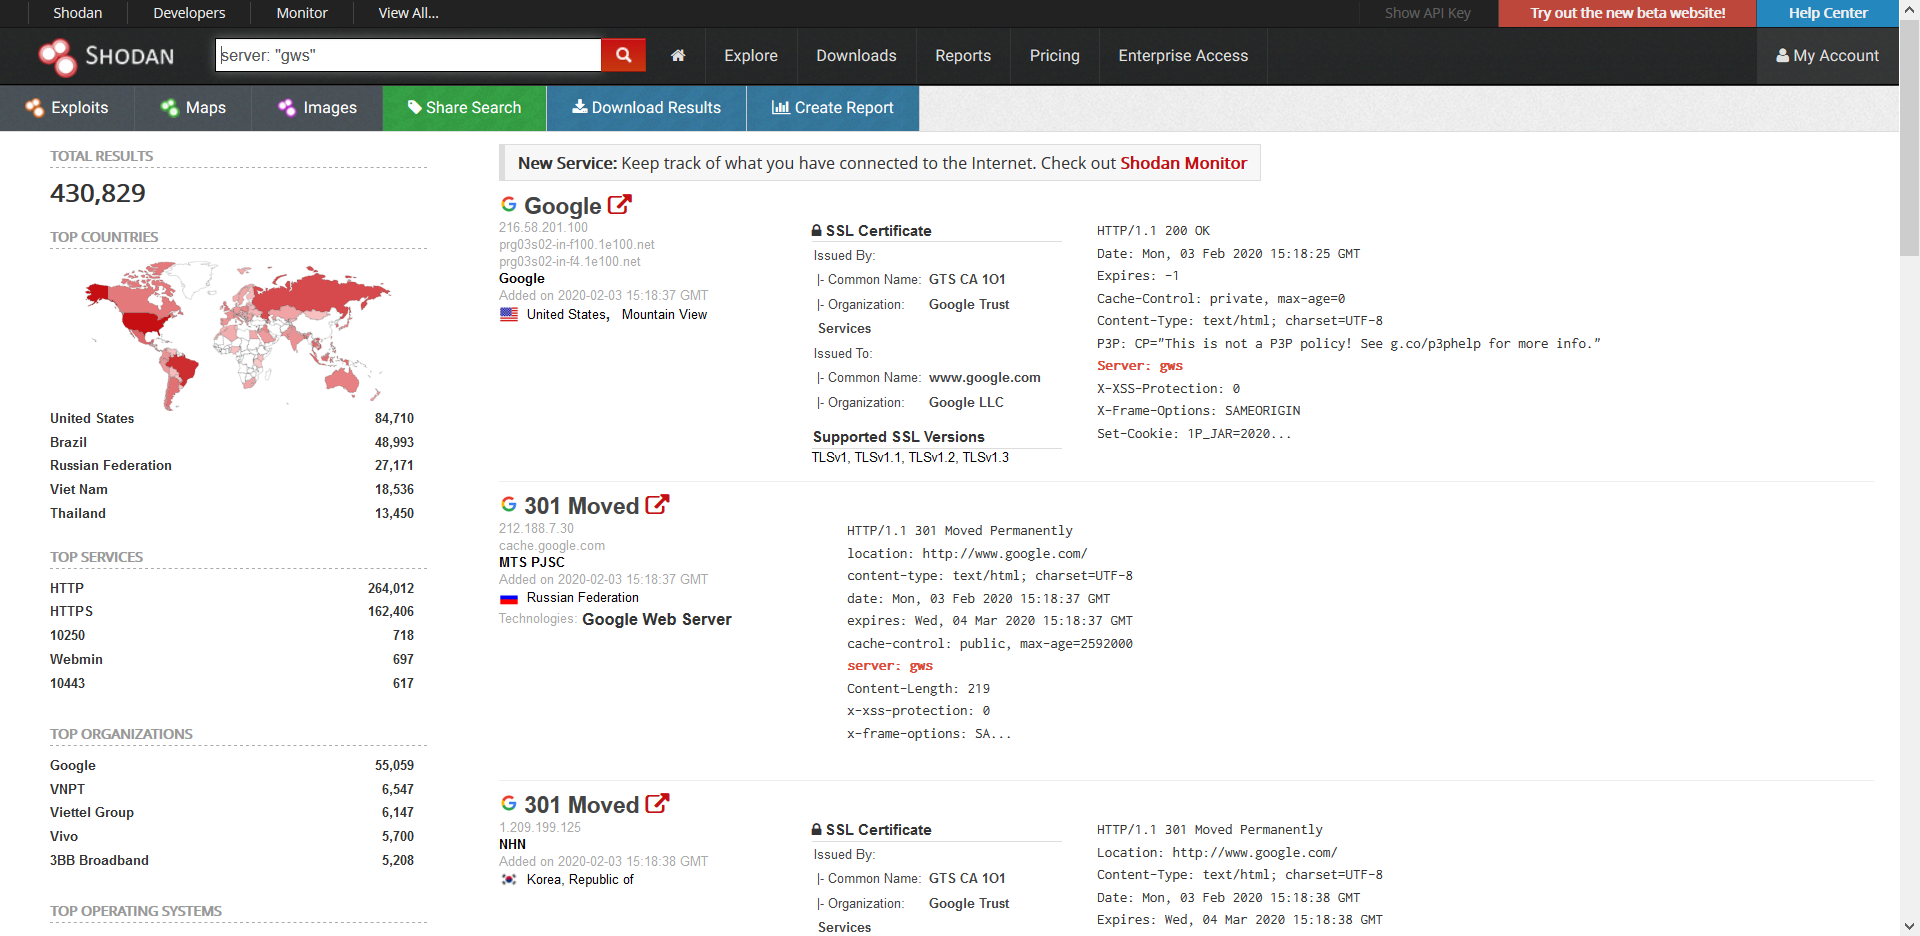 Shodan Developers Monitor View All... Show API Key Try out the new beta website! Help Center
SHODAN server: "gws" Explore Downloads Reports Pricing Enterprise Access My Account
Exploits Maps Images Share Search Download Results Create Report
TOTAL RESULTS
430,829
TOP COUNTRIES
United States 84,710
Brazil 48,993
Russian Federation 27,171
Viet Nam 18,536
Thailand 13,450
TOP SERVICES
HTTP 264,012
HTTPS 162,406
10250 718
Webmin 697
10443 617
TOP ORGANIZATIONS
Google 55,059
VNPT 6,547
Viettel Group 6,147
Vivo 5,700
3BB Broadband 5,208
TOP OPERATING SYSTEMS
New Service: Keep track of what you have connected to the Internet. Check out Shodan Monitor
Google
216.58.201.100
prg03s02-in-f100.1e100.net
prg03s02-in-f4.1e100.net
Google
Added on 2020-02-03 15:18:37 GMT
United States, Mountain View
SSL Certificate
Issued By:
|- Common Name: GTS CA 1O1
|- Organization: Google Trust
Services
Issued To:
|- Common Name: www.google.com
|- Organization: Google LLC
Supported SSL Versions
TLSv1, TLSv1.1, TLSv1.2, TLSv1.3
HTTP/1.1 200 OK
Date: Mon, 03 Feb 2020 15:18:25 GMT
Expires: -1
Cache-Control: private, max-age=0
Content-Type: text/html; charset=UTF-8
P3P: CP="This is not a P3P policy! See g.co/p3phelp for more info."
Server: gws
X-XSS-Protection: 0
X-Frame-Options: SAMEORIGIN
Set-Cookie: 1P_JAR=2020...
301 Moved
212.188.7.30
cache.google.com
MTS PJSC
Added on 2020-02-03 15:18:37 GMT
Russian Federation
Technologies: Google Web Server
HTTP/1.1 301 Moved Permanently
location: http://www.google.com/
content-type: text/html; charset=UTF-8
date: Mon, 03 Feb 2020 15:18:37 GMT
expires: Wed, 04 Mar 2020 15:18:37 GMT
cache-control: public, max-age=2592000
server: gws
Content-Length: 219
x-xss-protection: 0
x-frame-options: SA...
301 Moved
1.209.199.125
NHN
Added on 2020-02-03 15:18:38 GMT
Korea, Republic of
SSL Certificate
Issued By:
|- Common Name: GTS CA 1O1
|- Organization: Google Trust
Services
HTTP/1.1 301 Moved Permanently
Location: http://www.google.com/
Content-Type: text/html; charset=UTF-8
Date: Mon, 03 Feb 2020 15:18:38 GMT
Expires: Wed, 04 Mar 2020 15:18:38 GMT